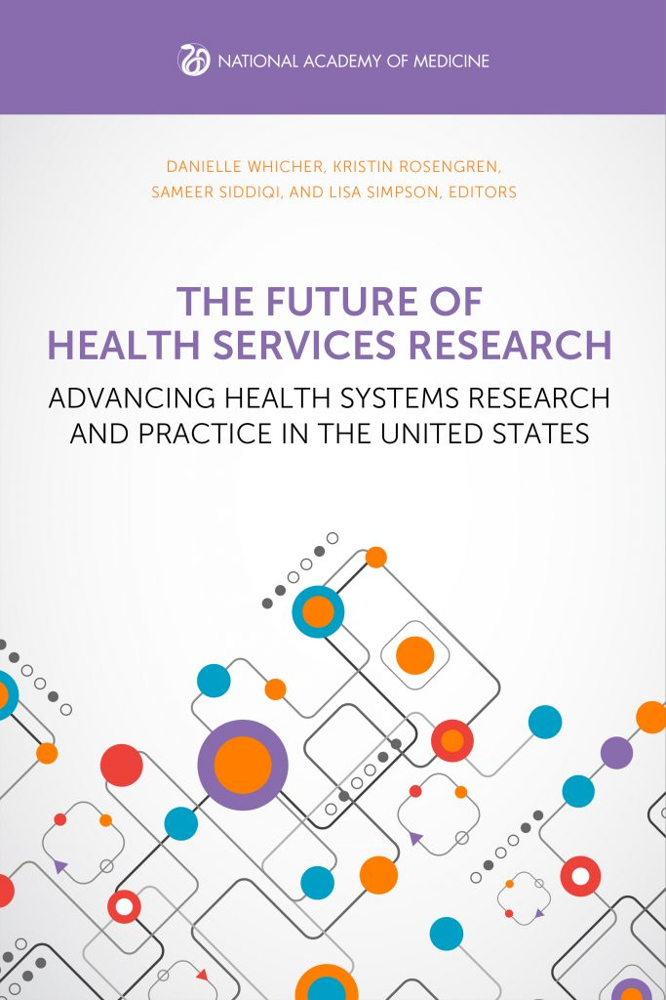 NATIONAL ACADEMY OF MEDICINE
DANIELLE WHICHER, KRISTIN ROSENGREN,
SAMEER SIDDIQI, AND LISA SIMPSON, EDITORS
THE FUTURE OF
HEALTH SERVICES RESEARCH
ADVANCING HEALTH SYSTEMS RESEARCH
AND PRACTICE IN THE UNITED STATES